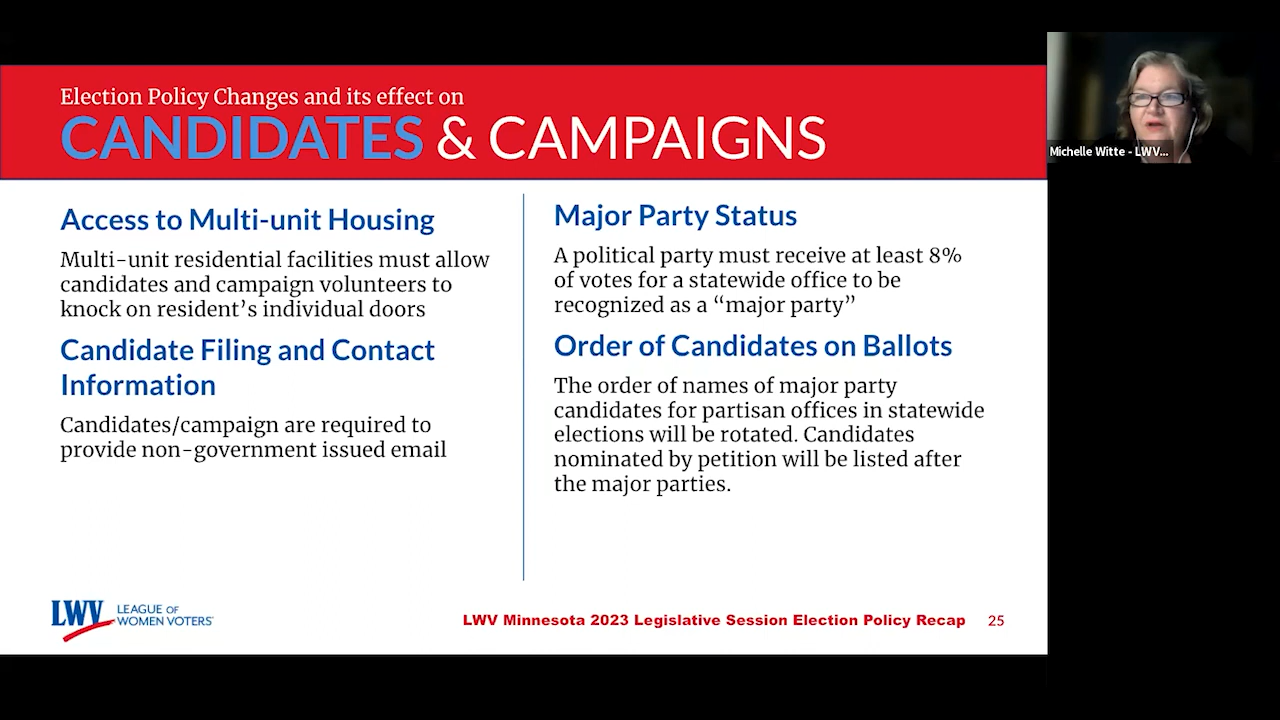 Election Policy Changes and its effect on
CANDIDATES & CAMPAIGNS
Access to Multi-unit Housing
Multi-unit residential facilities must allow
candidates and campaign volunteers to
knock on resident's individual doors
Candidate Filing and Contact
Information
Candidates/campaign are required to
provide non-government issued email
Major Party Status
A political party must receive at least 8%
of votes for a statewide office to be
recognized as a “major party”
Order of Candidates on Ballots
The order of names of major party
candidates for partisan offices in statewide
elections will be rotated. Candidates
nominated by petition will be listed after
the major parties.
LWV LEAGUE OF
WOMEN VOTERS®
LWV Minnesota 2023 Legislative Session Election Policy Recap 25
Michelle Witte - LWV...